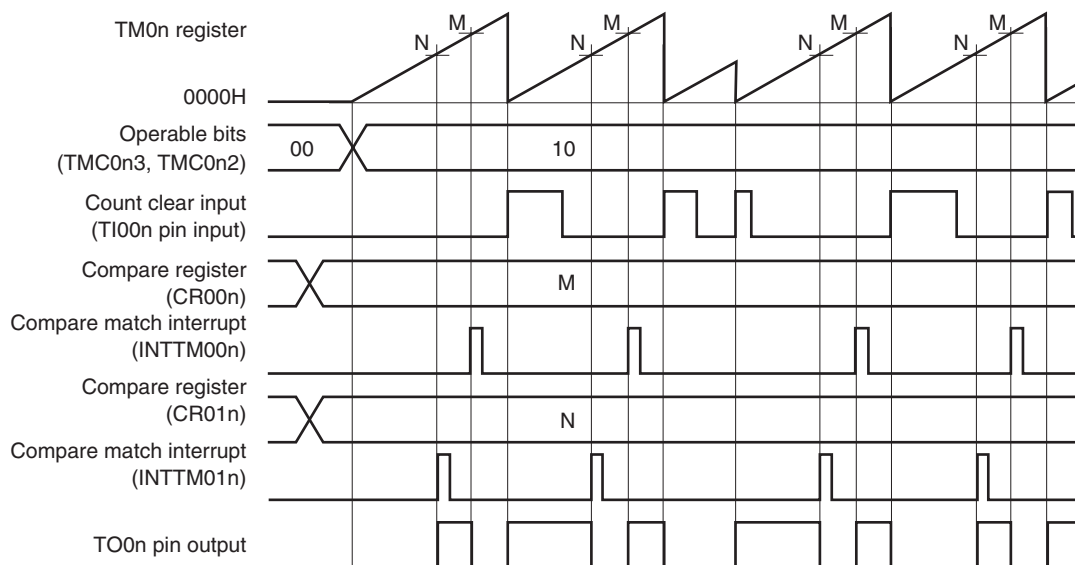 TM0n register
N M N M N M N M
0000H
Operable bits
(TMC0n3, TMC0n2)
00 10
Count clear input
(TI00n pin input)
Compare register
(CR00n)
M
Compare match interrupt
(INTTM00n)
Compare register
(CR01n)
N
Compare match interrupt
(INTTM01n)
TO0n pin output